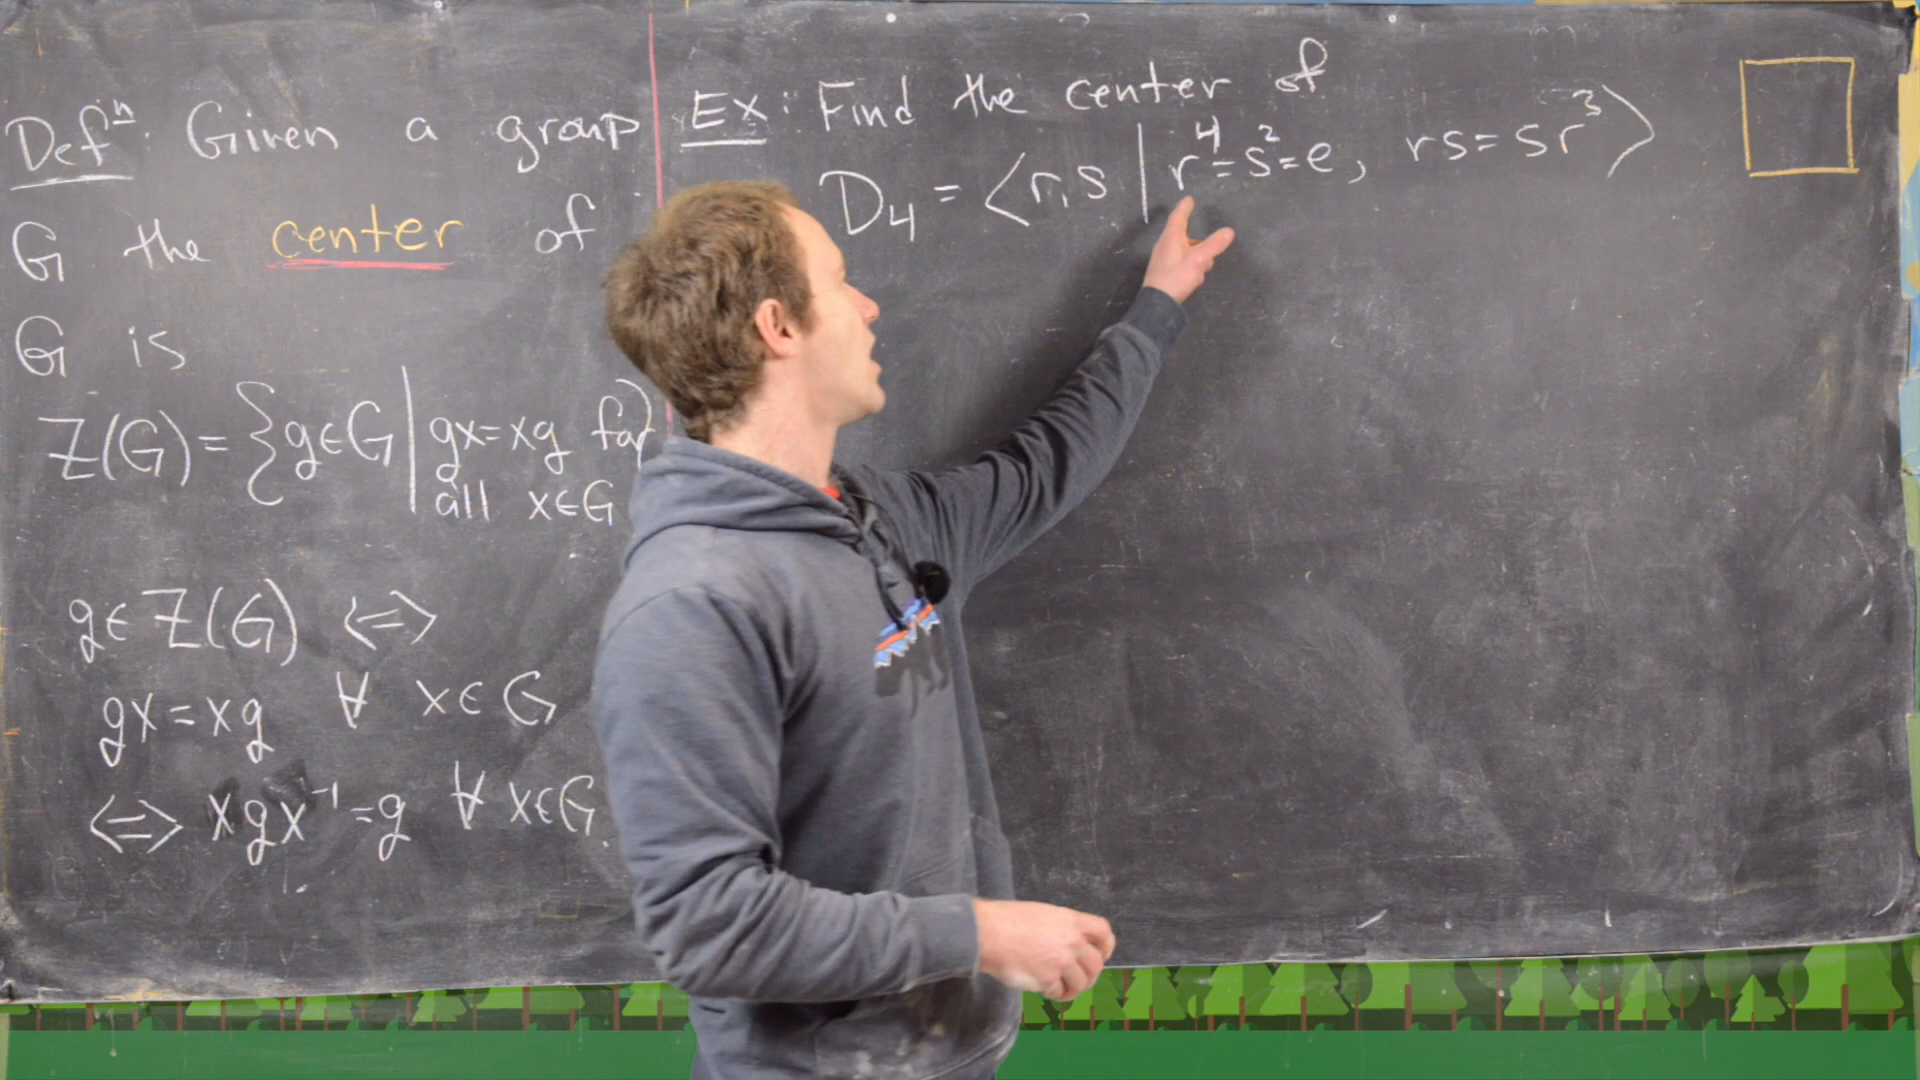 Defⁿ: Given a group
G the center of
G is
Z(G) = {g∈G | gx=xg for
all x∈G
g∈Z(G) <=>
gx=xg ∀ x∈G
<=> xgx⁻¹=g ∀ x∈G
Ex: Find the center of
D₄ = <r,s | r⁴=s²=e, rs=sr³>